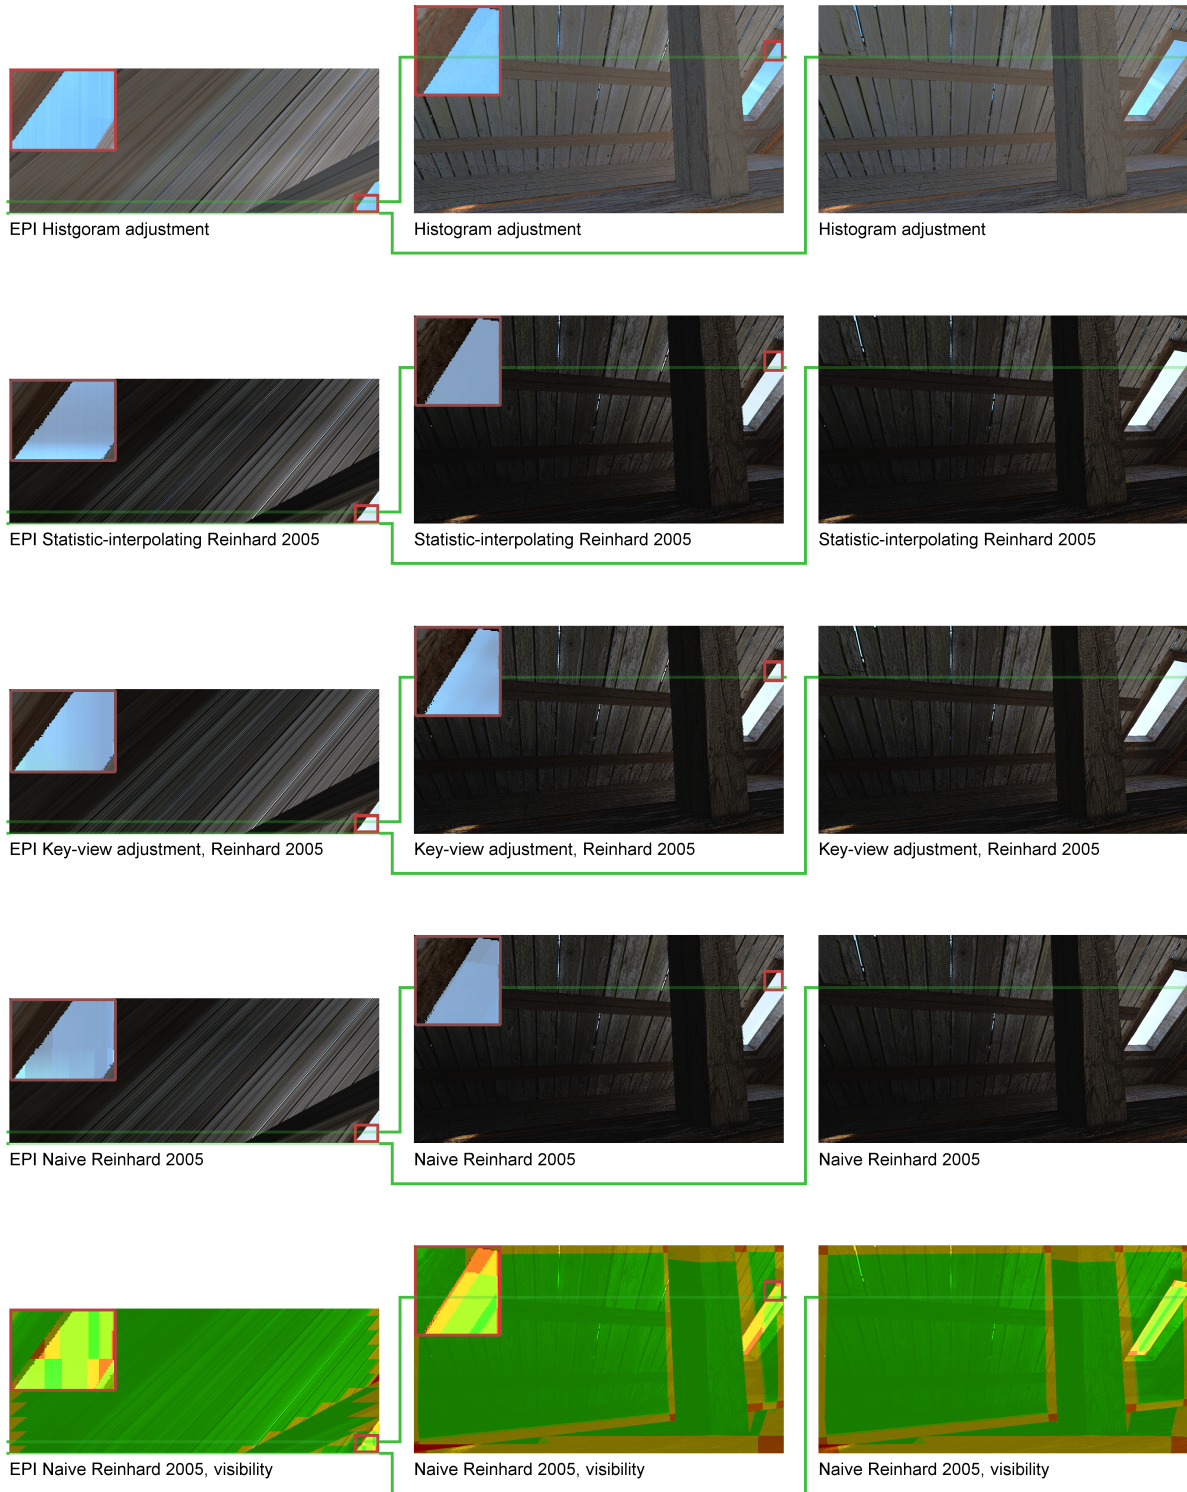 EPI Histgoram adjustment
Histogram adjustment
Histogram adjustment
EPI Statistic-interpolating Reinhard 2005
Statistic-interpolating Reinhard 2005
Statistic-interpolating Reinhard 2005
EPI Key-view adjustment, Reinhard 2005
Key-view adjustment, Reinhard 2005
Key-view adjustment, Reinhard 2005
EPI Naive Reinhard 2005
Naive Reinhard 2005
Naive Reinhard 2005
EPI Naive Reinhard 2005, visibility
Naive Reinhard 2005, visibility
Naive Reinhard 2005, visibility